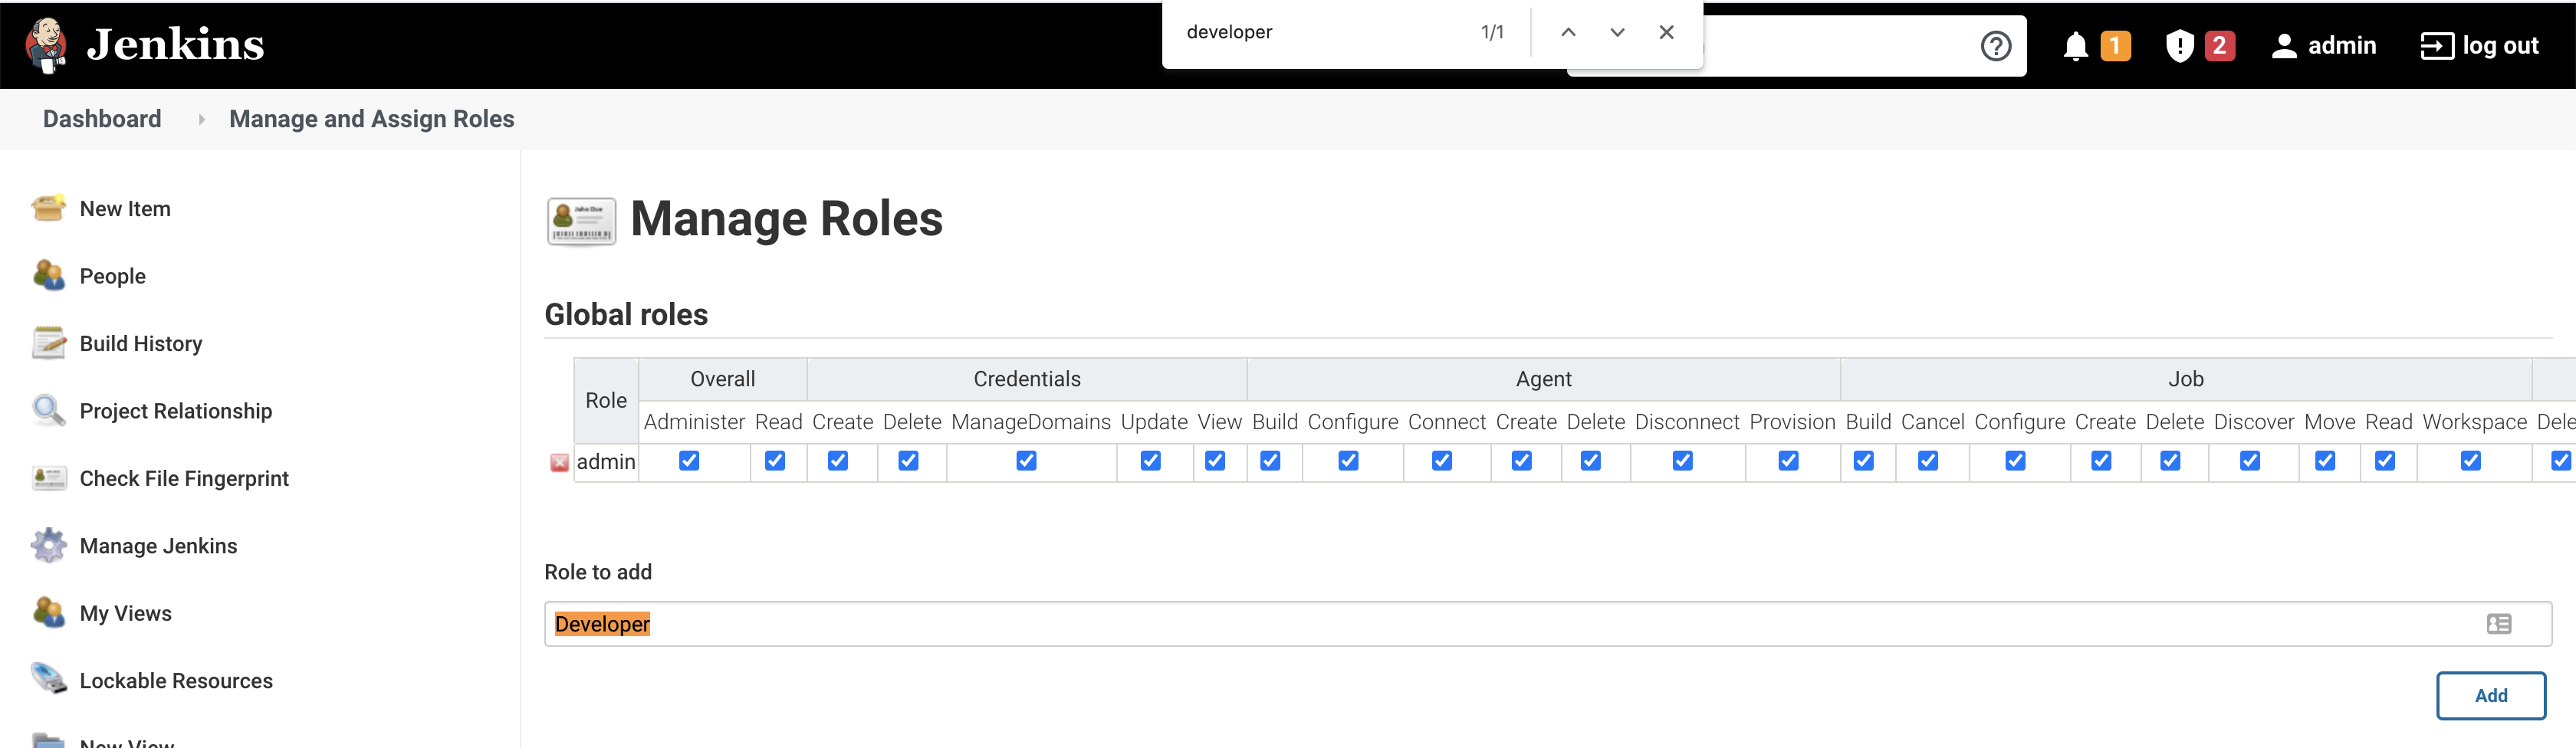 Jenkins
developer 1/1
1 2 admin log out
Dashboard Manage and Assign Roles
New Item
People
Build History
Project Relationship
Check File Fingerprint
Manage Jenkins
My Views
Lockable Resources
New View
Manage Roles
Global roles
Role Overall Credentials Agent Job
Administer Read Create Delete ManageDomains Update View Build Configure Connect Create Delete Disconnect Provision Build Cancel Configure Create Delete Discover Move Read Workspace Dele
admin
Role to add
Developer
Add